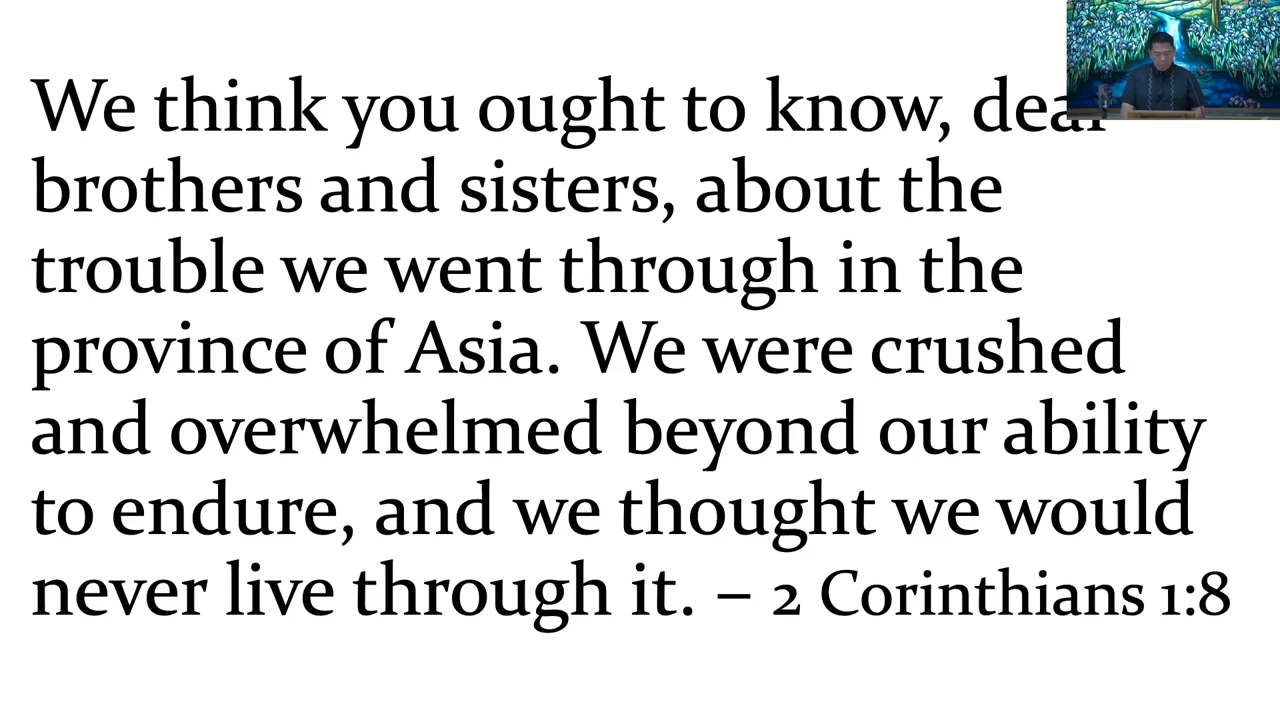 We think you ought to know, dear
brothers and sisters, about the
trouble we went through in the
province of Asia. We were crushed
and overwhelmed beyond our ability
to endure, and we thought we would
never live through it. – 2 Corinthians 1:8